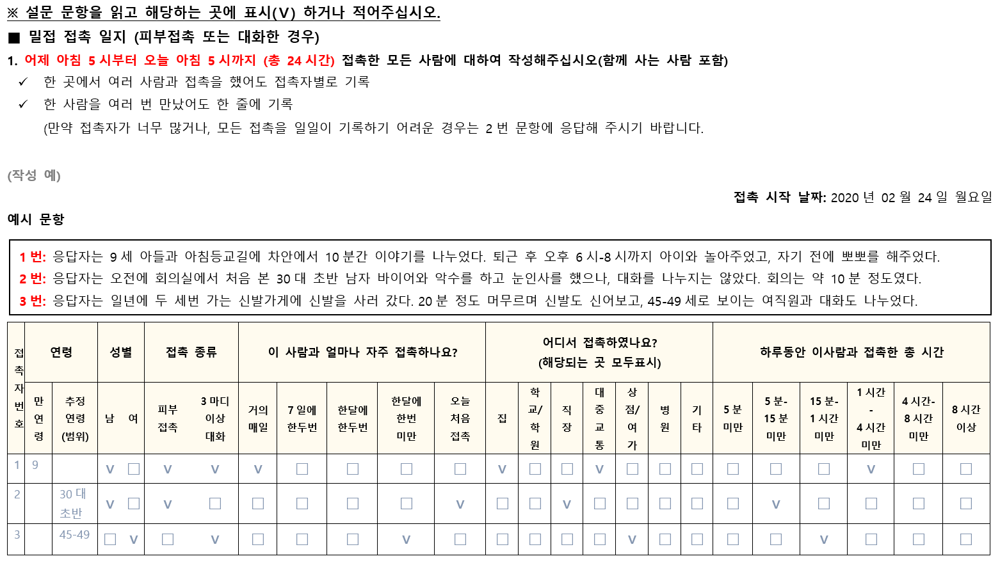 ※ 설문 문항을 읽고 해당하는 곳에 표시(V) 하거나 적어주십시오.
■ 밀접 접촉 일지 (피부접촉 또는 대화한 경우)
1. 어제 아침 5시부터 오늘 아침 5시까지 (총 24시간) 접촉한 모든 사람에 대하여 작성해주십시오(함께 사는 사람 포함)
✓ 한 곳에서 여러 사람과 접촉을 했어도 접촉자별로 기록
✓ 한 사람을 여러 번 만났어도 한 줄에 기록
(만약 접촉자가 너무 많거나, 모든 접촉을 일일이 기록하기 어려운 경우는 2번 문항에 응답해 주시기 바랍니다.
(작성 예)
접촉 시작 날짜: 2020년 02월 24일 월요일
예시 문항
1번: 응답자는 9세 아들과 아침등교길에 차안에서 10분간 이야기를 나누었다. 퇴근 후 오후 6시-8시까지 아이와 놀아주었고, 자기 전에 뽀뽀를 해주었다.
2번: 응답자는 오전에 회의실에서 처음 본 30대 초반 남자 바이어와 악수를 하고 눈인사를 했으나, 대화를 나누지는 않았다. 회의는 약 10분 정도였다.
3번: 응답자는 일년에 두 세번 가는 신발가게에 신발을 사러 갔다. 20분 정도 머무르며 신발도 신어보고, 45-49세로 보이는 여직원과 대화도 나누었다.
접촉자번호 연령 성별 접촉 종류 이 사람과 얼마나 자주 접촉하나요? 어디서 접촉하였나요? (해당되는 곳 모두표시) 하루동안 이사람과 접촉한 총 시간
만연령 추정연령(범위) 남 여 피부접촉 3마디 이상 대화 거의 매일 7일에 한두번 한달에 한두번 한달에 한번 미만 오늘 처음 접촉 집 학교/학원 직장 대중교통 상점/여가 병원 기타 5분 미만 5분-15분 미만 15분-1시간 미만 1시간-4시간 미만 4시간-8시간 미만 8시간 이상
1 9 V □ V V V □ □ □ □ V □ □ V □ □ □ □ □ □ V □ □
2 30대 초반 V □ V □ □ □ □ □ V □ □ V □ □ □ □ □ V □ □ □ □
3 45-49 □ V □ V □ □ □ V □ □ □ □ □ V □ □ □ □ V □ □ □